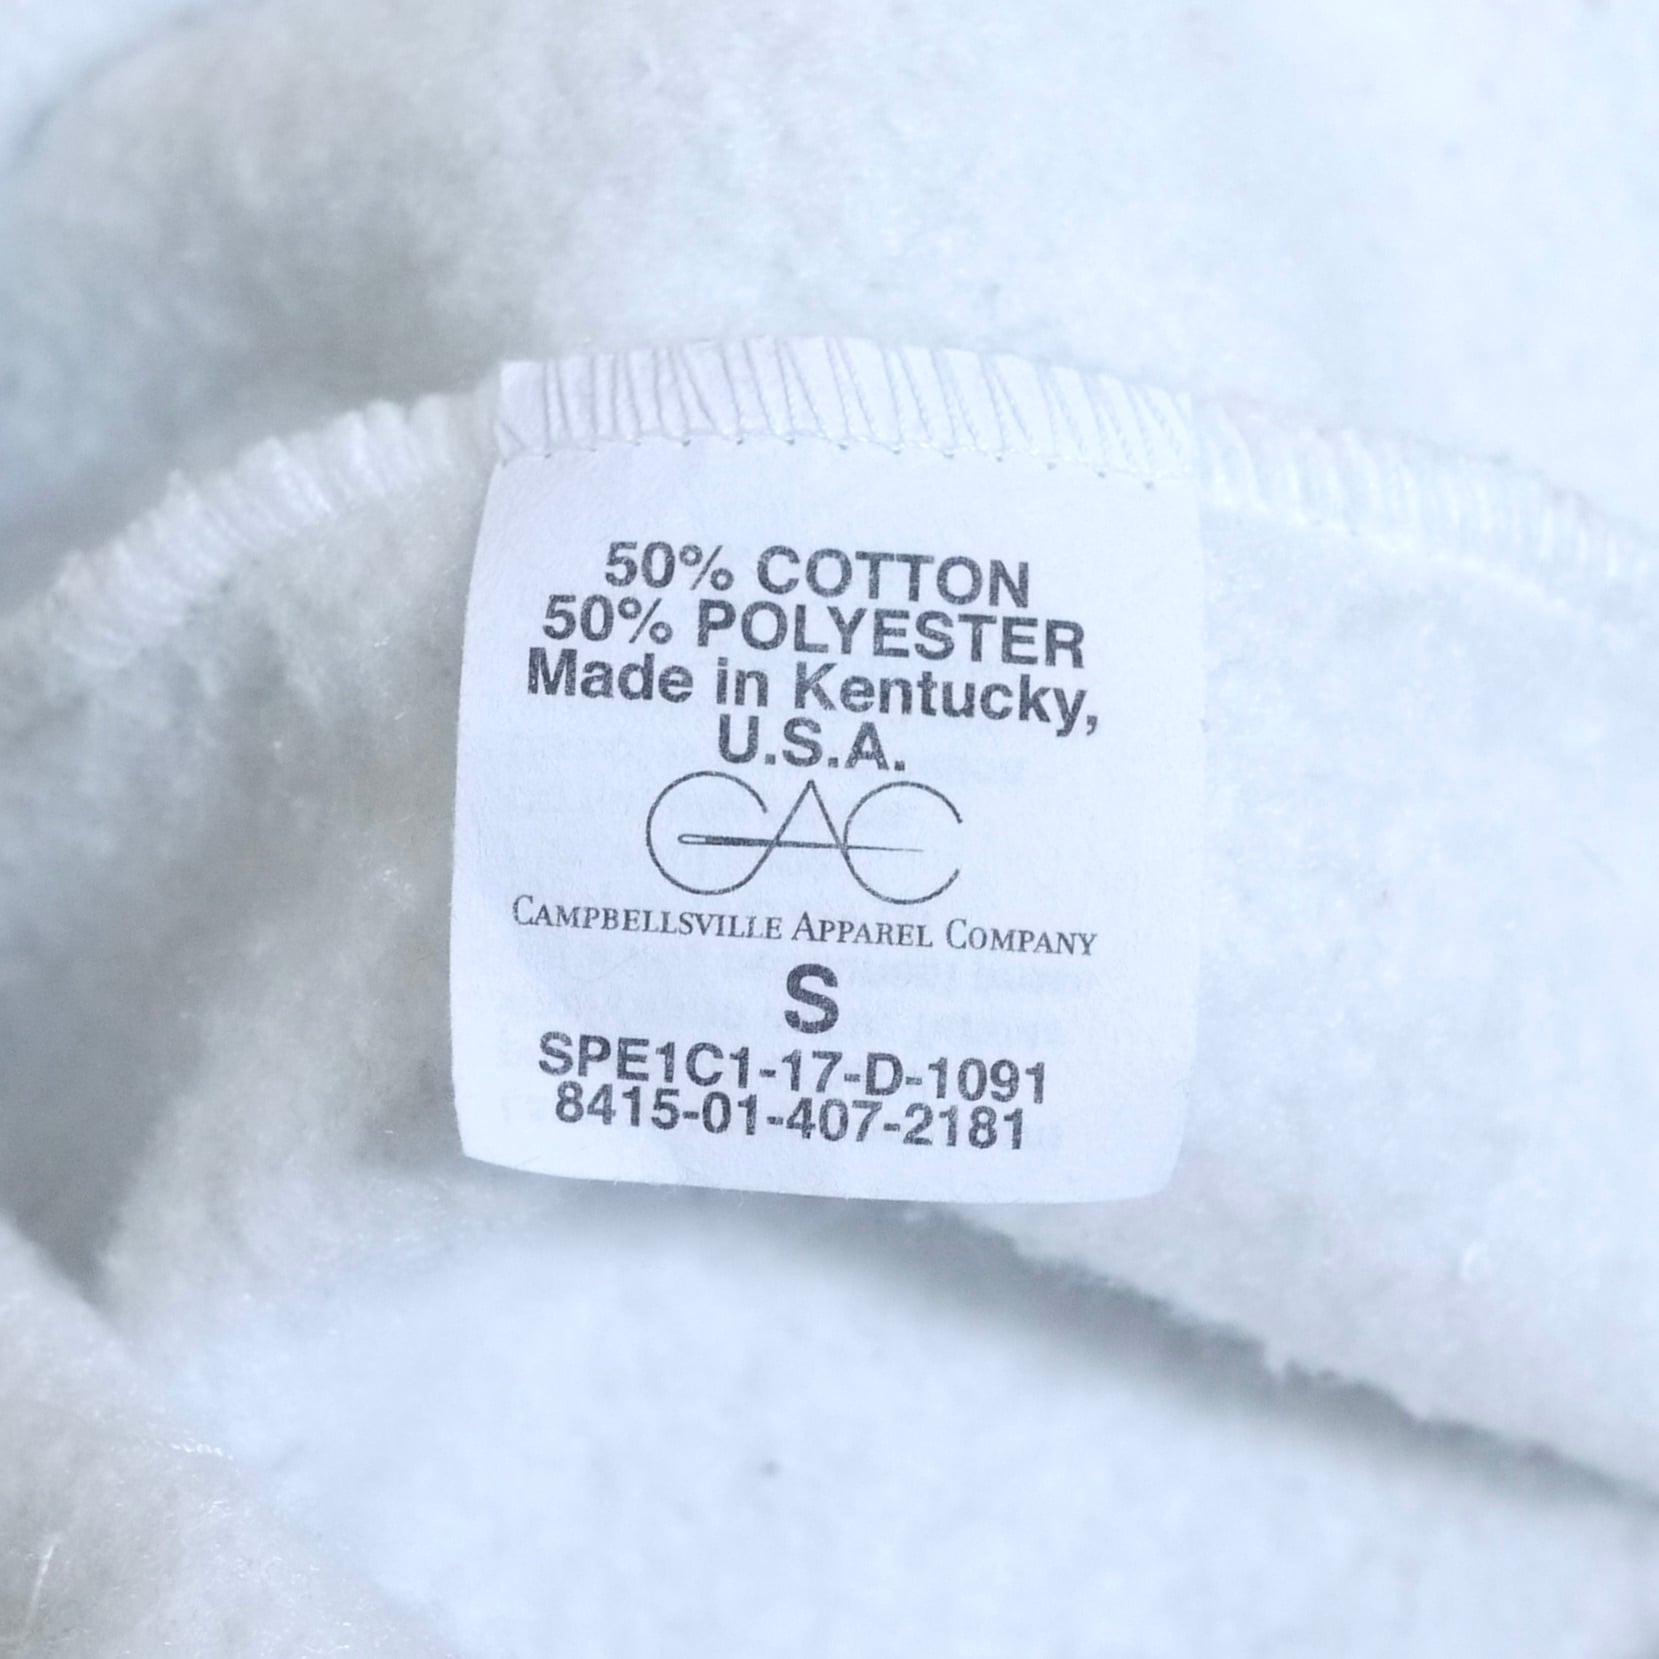 50% COTTON
50% POLYESTER
Made in Kentucky,
U.S.A.
CAC
CAMPBELLSVILLE APPAREL COMPANY
S
SPE1C1-17-D-1091
8415-01-407-2181